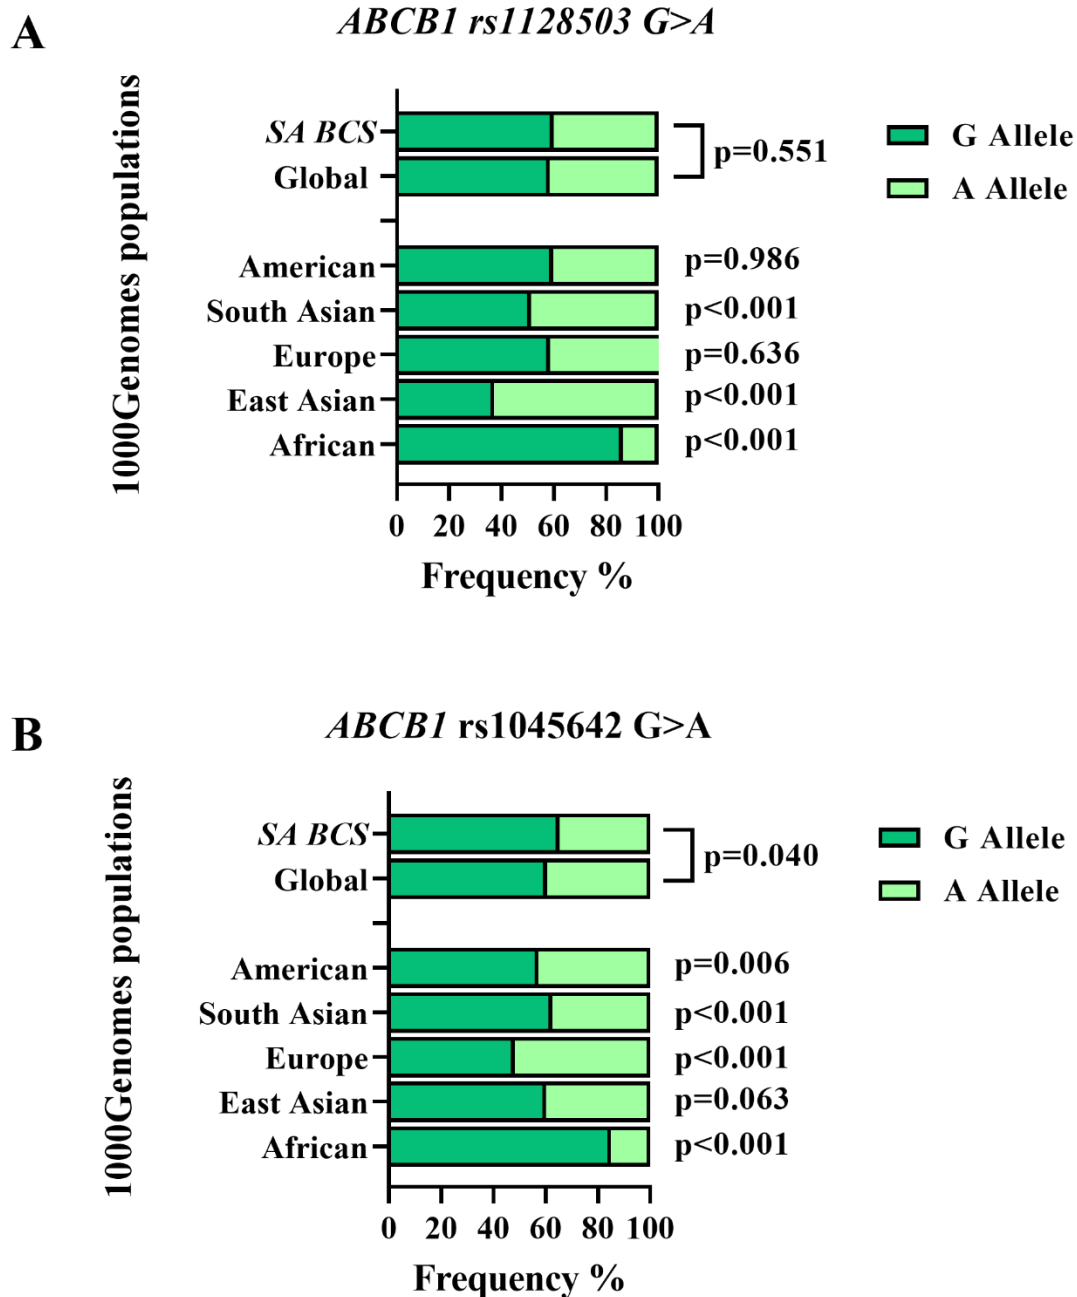 A
ABCB1 rs1128503 G>A
1000Genomes populations
SA BCS
Global
p=0.551
G Allele
A Allele
American
p=0.986
South Asian
p<0.001
Europe
p=0.636
East Asian
p<0.001
African
p<0.001
0 20 40 60 80 100
Frequency %
B
ABCB1 rs1045642 G>A
1000Genomes populations
SA BCS
Global
p=0.040
G Allele
A Allele
American
p=0.006
South Asian
p<0.001
Europe
p<0.001
East Asian
p=0.063
African
p<0.001
0 20 40 60 80 100
Frequency %